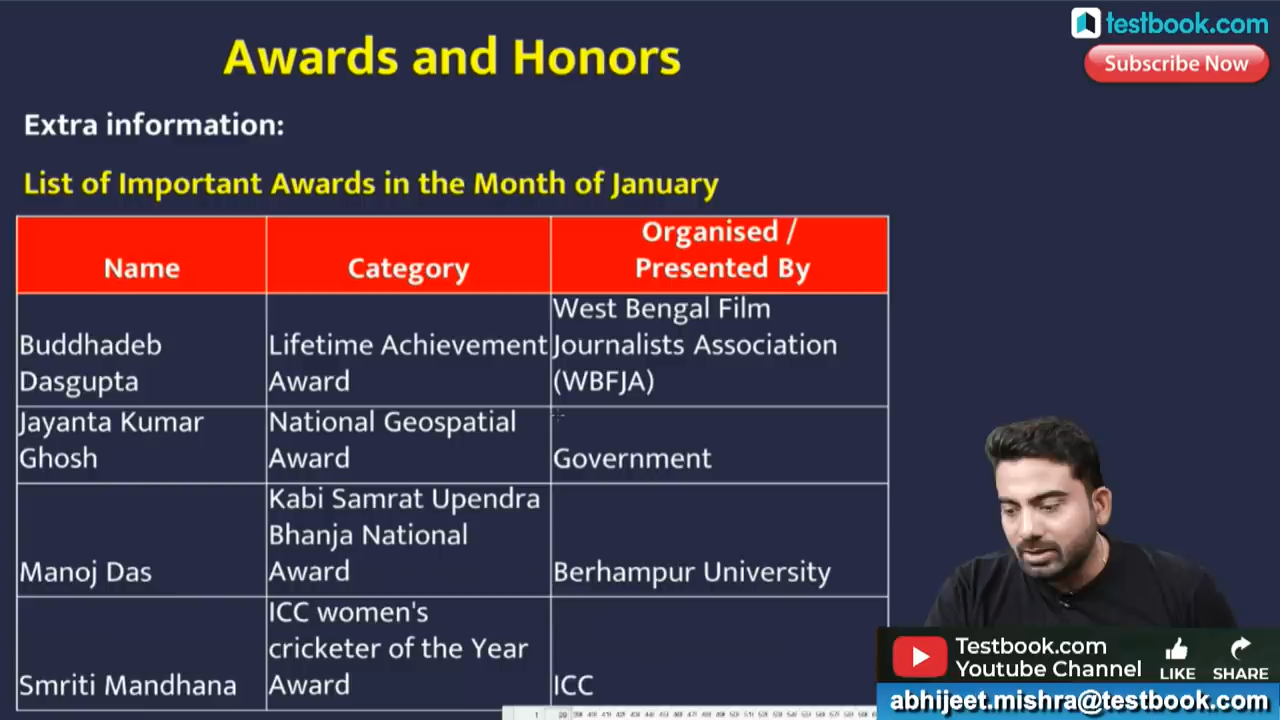 testbook.com
Subscribe Now
Awards and Honors
Extra information:
List of Important Awards in the Month of January
Name
Category
Organised /
Presented By
Buddhadeb
Dasgupta
Lifetime Achievement
Award
West Bengal Film
Journalists Association
(WBFJA)
Jayanta Kumar
Ghosh
National Geospatial
Award
Government
Manoj Das
Kabi Samrat Upendra
Bhanja National
Award
Berhampur University
Smriti Mandhana
ICC women's
cricketer of the Year
Award
ICC
Testbook.com
Youtube Channel
LIKE
SHARE
abhijeet.mishra@testbook.com